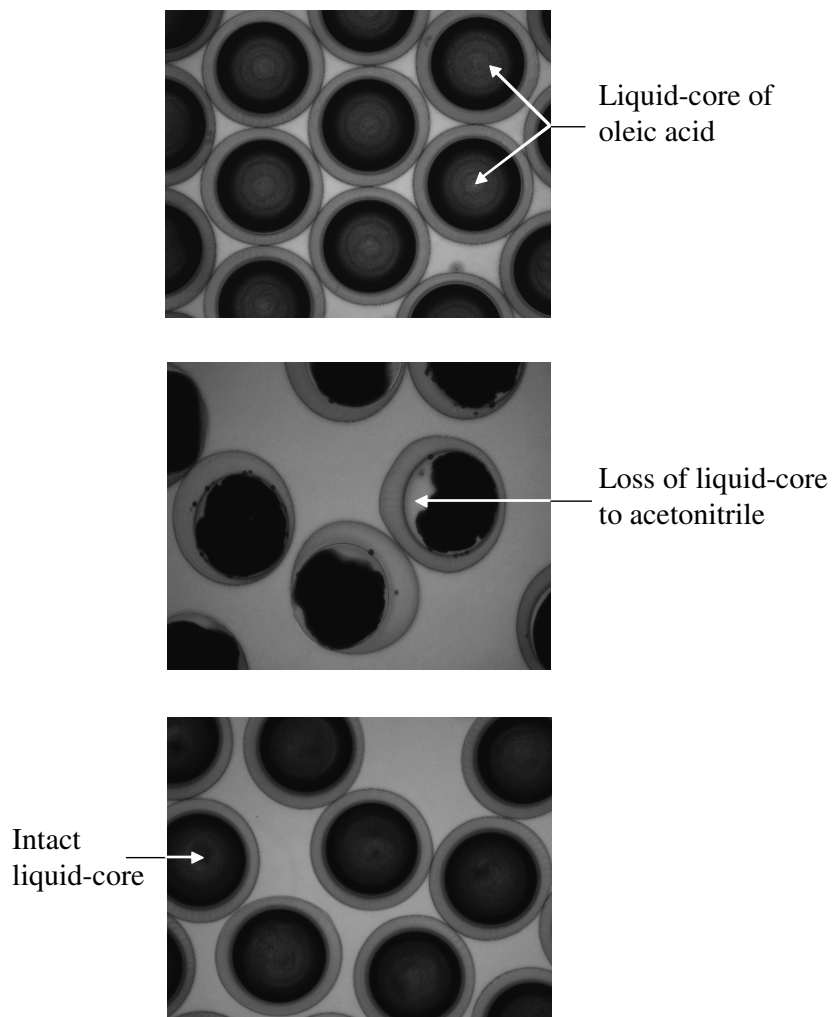 Liquid-core of
oleic acid
Loss of liquid-core
to acetonitrile
Intact
liquid-core